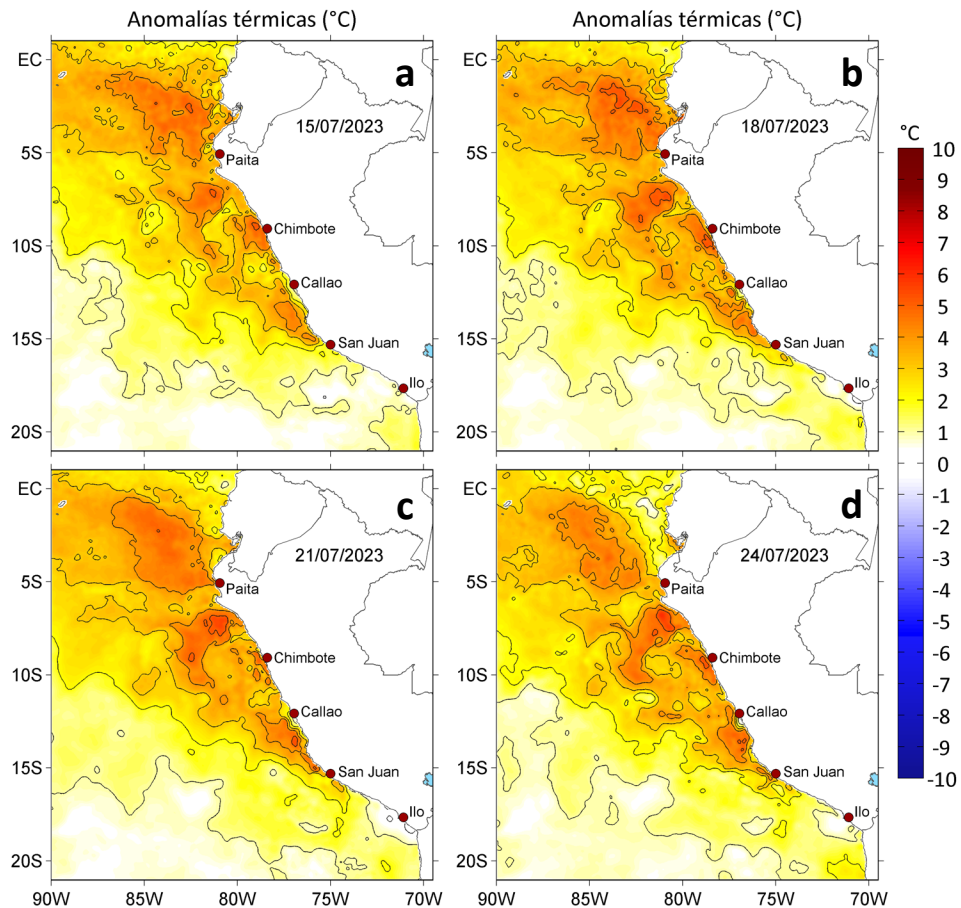 Anomalías térmicas (°C)
Anomalías térmicas (°C)
EC
a
15/07/2023
5S
Paita
Chimbote
10S
Callao
15S
San Juan
Ilo
20S
EC
b
18/07/2023
5S
Paita
Chimbote
10S
Callao
15S
San Juan
Ilo
20S
°C
10
9
8
7
6
5
4
3
2
1
0
-1
-2
-3
-4
-5
-6
-7
-8
-9
-10
EC
c
21/07/2023
5S
Paita
Chimbote
10S
Callao
15S
San Juan
Ilo
20S
90W 85W 80W 75W 70W
EC
d
24/07/2023
5S
Paita
Chimbote
10S
Callao
15S
San Juan
Ilo
20S
90W 85W 80W 75W 70W